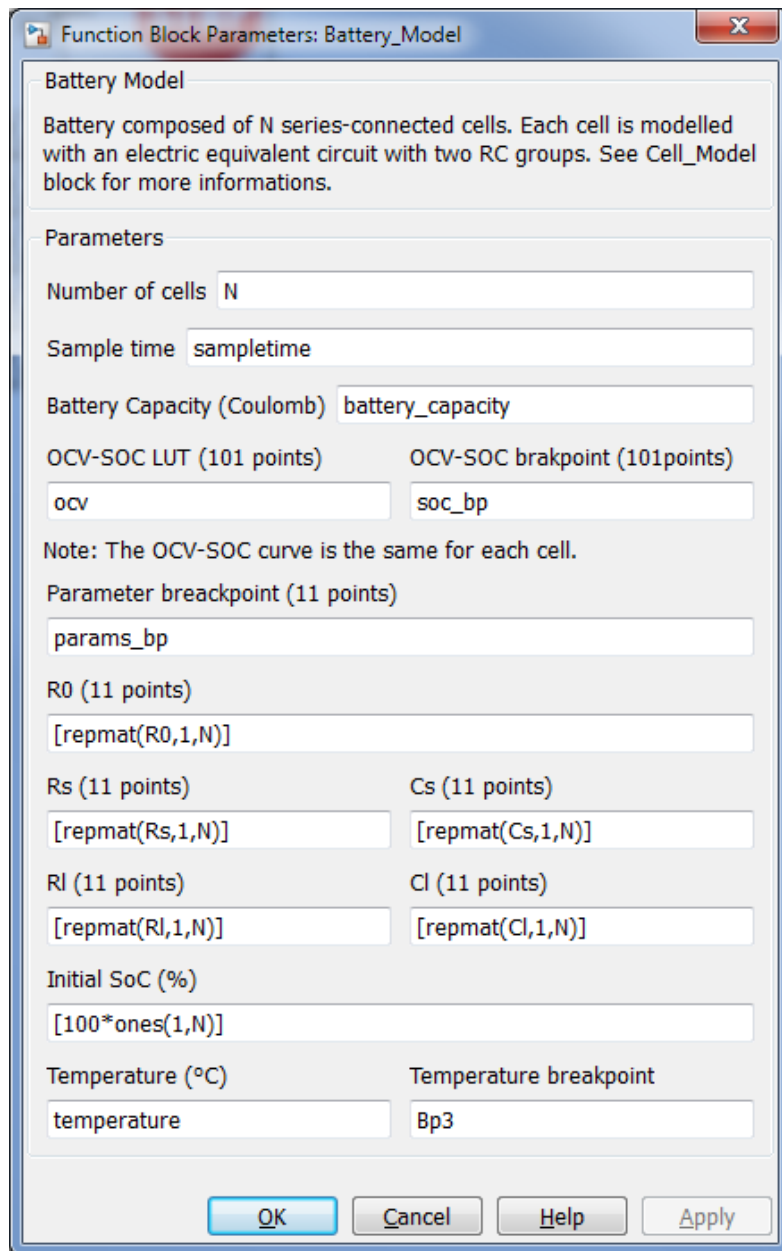 Function Block Parameters: Battery_Model
Battery Model
Battery composed of N series-connected cells. Each cell is modelled
with an electric equivalent circuit with two RC groups. See Cell_Model
block for more informations.
Parameters
Number of cells N
Sample time sampletime
Battery Capacity (Coulomb) battery_capacity
OCV-SOC LUT (101 points) OCV-SOC brakpoint (101points)
ocv soc_bp
Note: The OCV-SOC curve is the same for each cell.
Parameter breackpoint (11 points)
params_bp
R0 (11 points)
[repmat(R0,1,N)]
Rs (11 points) Cs (11 points)
[repmat(Rs,1,N)] [repmat(Cs,1,N)]
Rl (11 points) Cl (11 points)
[repmat(Rl,1,N)] [repmat(Cl,1,N)]
Initial SoC (%)
[100*ones(1,N)]
Temperature (°C) Temperature breakpoint
temperature Bp3
OK Cancel Help Apply